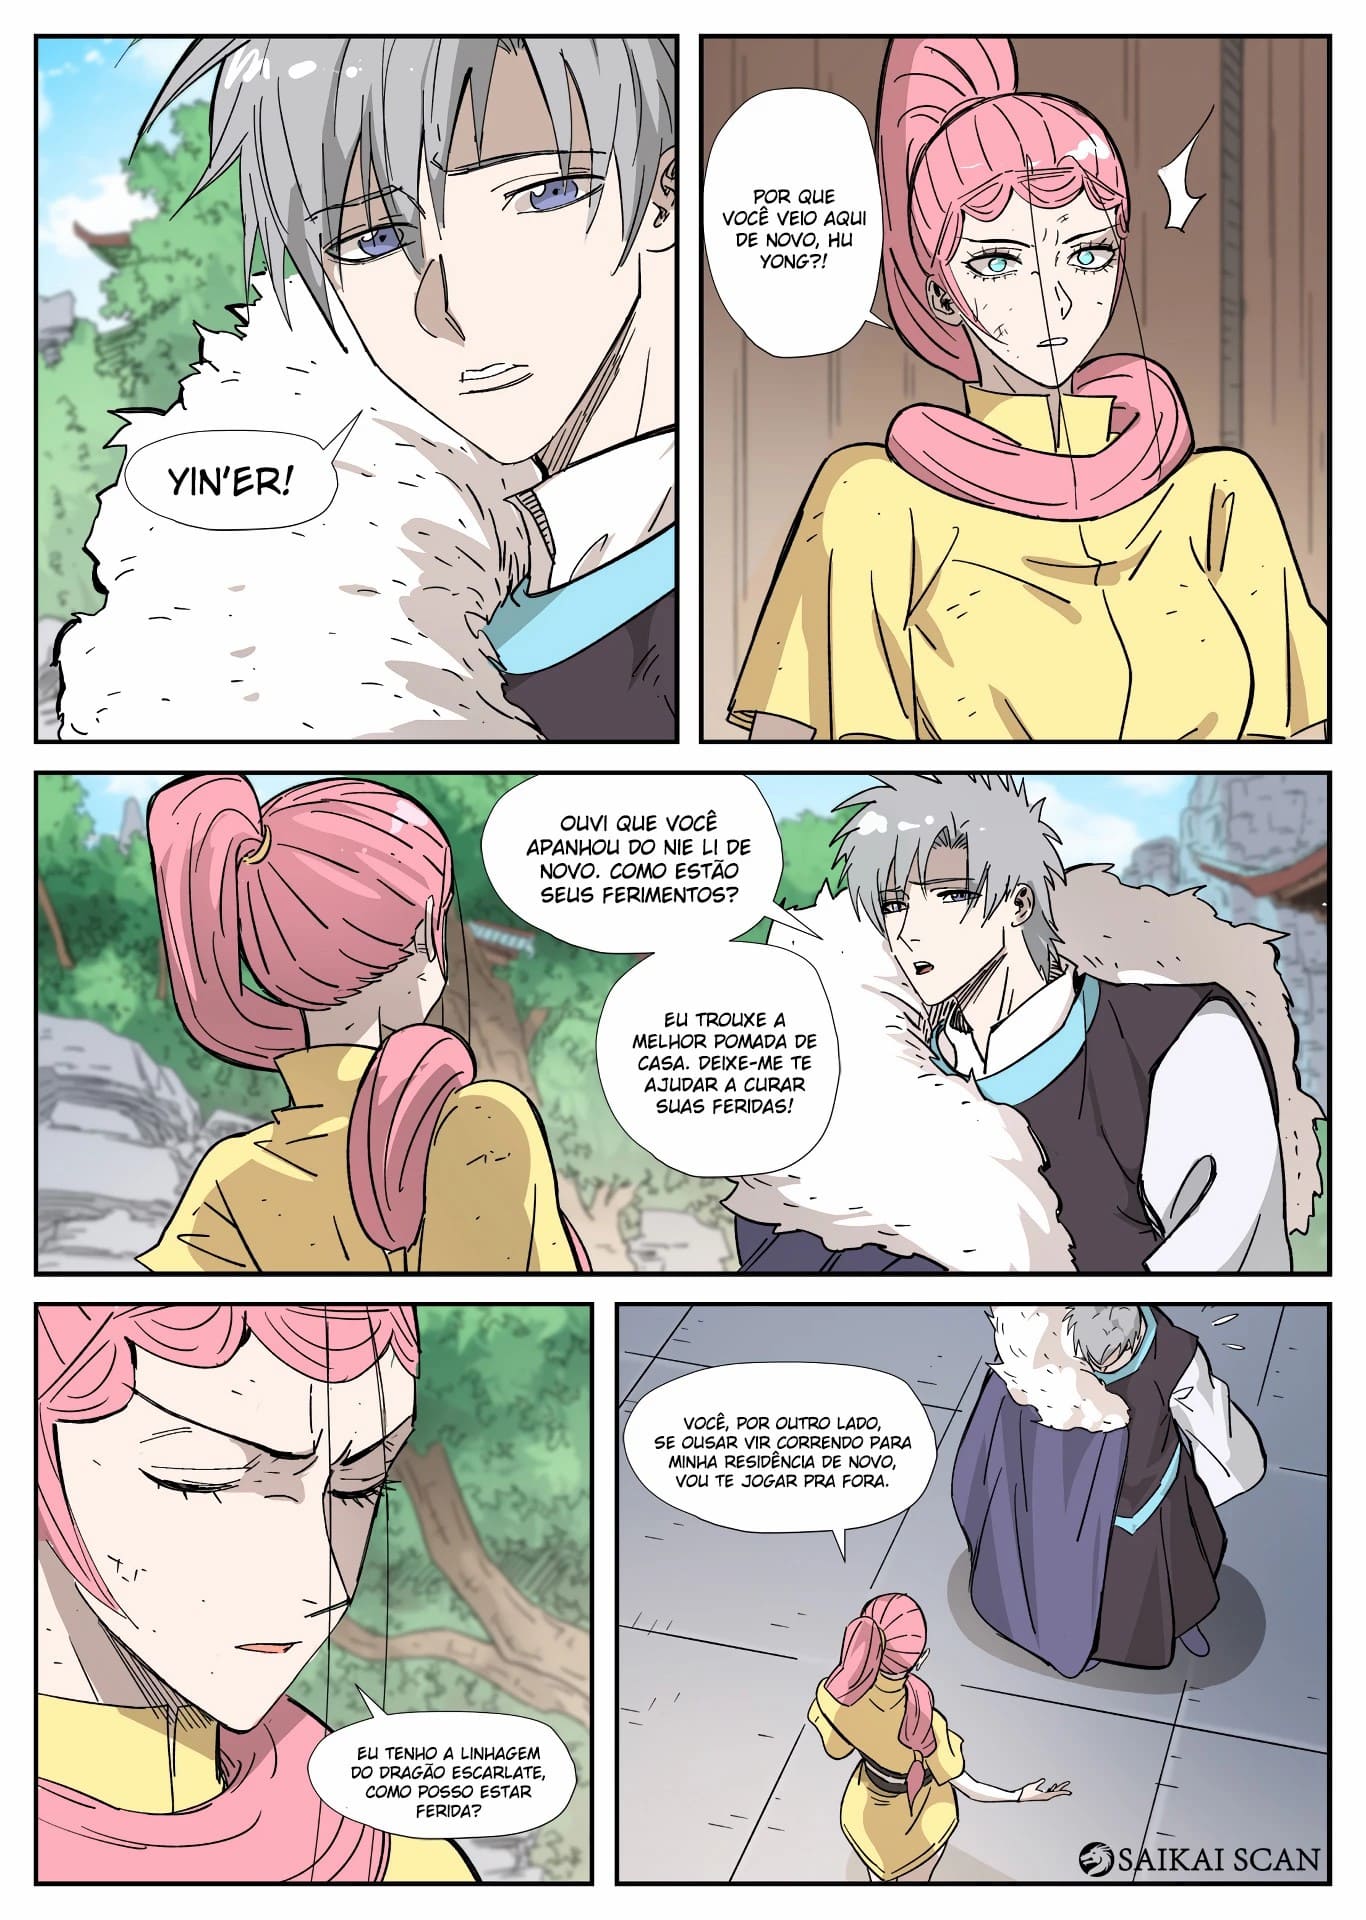 YIN'ER!
POR QUE
VOCÊ VEIO AQUI
DE NOVO, HU
YONG?!
OUVI QUE VOCÊ
APANHOU DO NIE LI DE
NOVO. COMO ESTÃO
SEUS FERIMENTOS?
EU TROUXE A
MELHOR POMADA DE
CASA. DEIXE-ME TE
AJUDAR A CURAR
SUAS FERIDAS!
EU TENHO A LINHAGEM
DO DRAGÃO ESCARLATE,
COMO POSSO ESTAR
FERIDA?
VOCÊ, POR OUTRO LADO,
SE OUSAR VIR CORRENDO PARA
MINHA RESIDÊNCIA DE NOVO,
VOU TE JOGAR PRA FORA.
SAIKAI SCAN